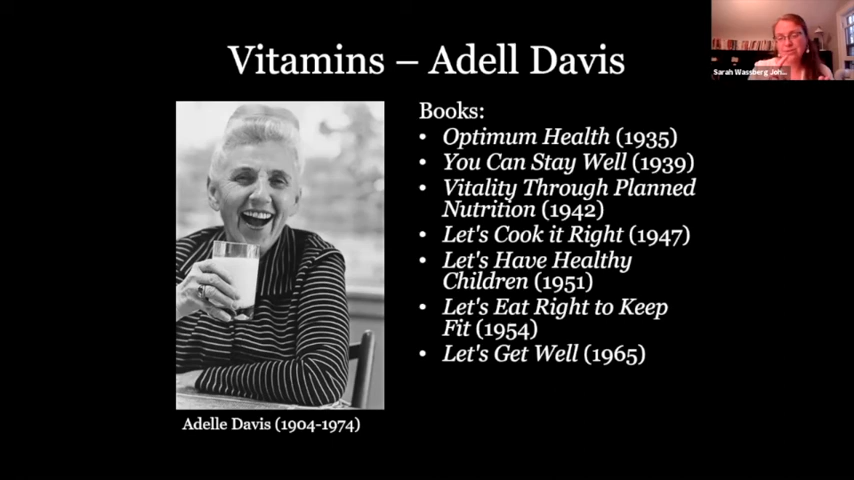 Vitamins – Adell Davis
Sarah Wassberg Joh...
Books:
• Optimum Health (1935)
• You Can Stay Well (1939)
• Vitality Through Planned
Nutrition (1942)
• Let's Cook it Right (1947)
• Let's Have Healthy
Children (1951)
• Let's Eat Right to Keep
Fit (1954)
• Let's Get Well (1965)
Adelle Davis (1904-1974)